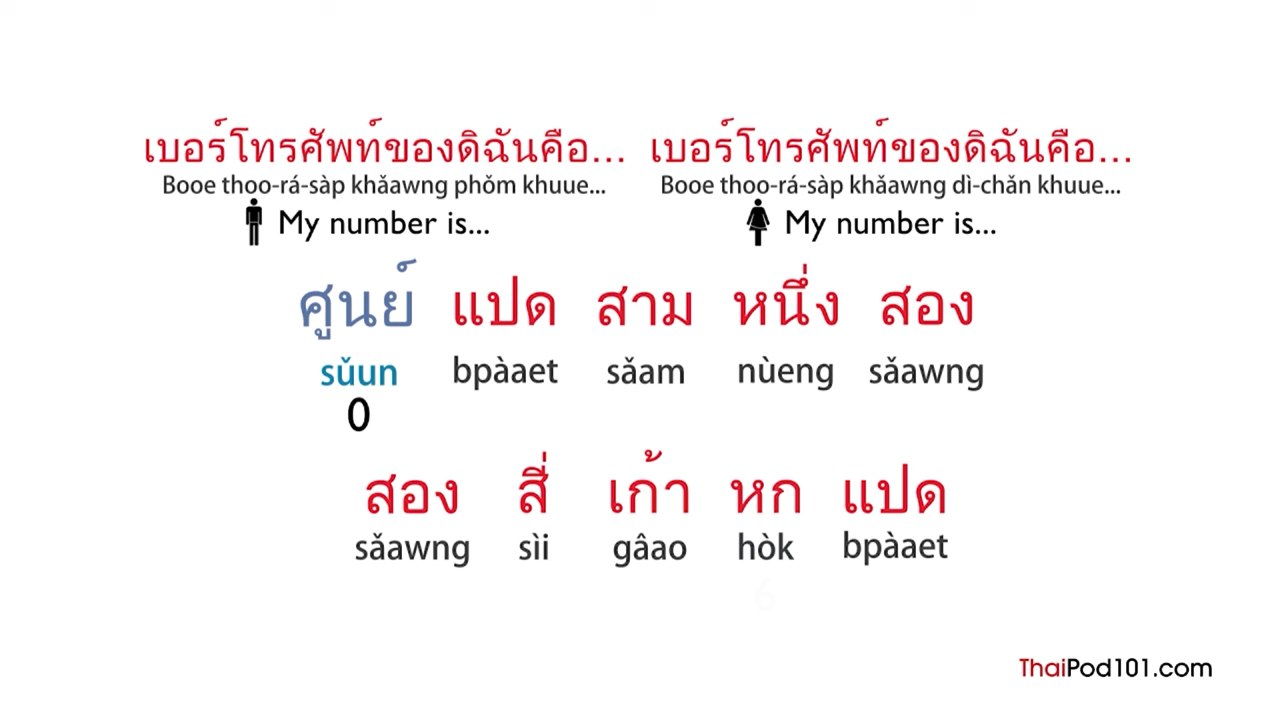 เบอร์โทรศัพท์ของดิฉันคือ... เบอร์โทรศัพท์ของดิฉันคือ...
Booe thoo-rá-sàp khǎawng phǒm khuue... Booe thoo-rá-sàp khǎawng dì-chǎn khuue...
My number is... My number is...
ศูนย์ แปด สาม หนึ่ง สอง
sǔun bpàaet sǎam nùeng sǎawng
0
สอง สี่ เก้า หก แปด
sǎawng sìi gâao hòk bpàaet
6
ThaiPod101.com